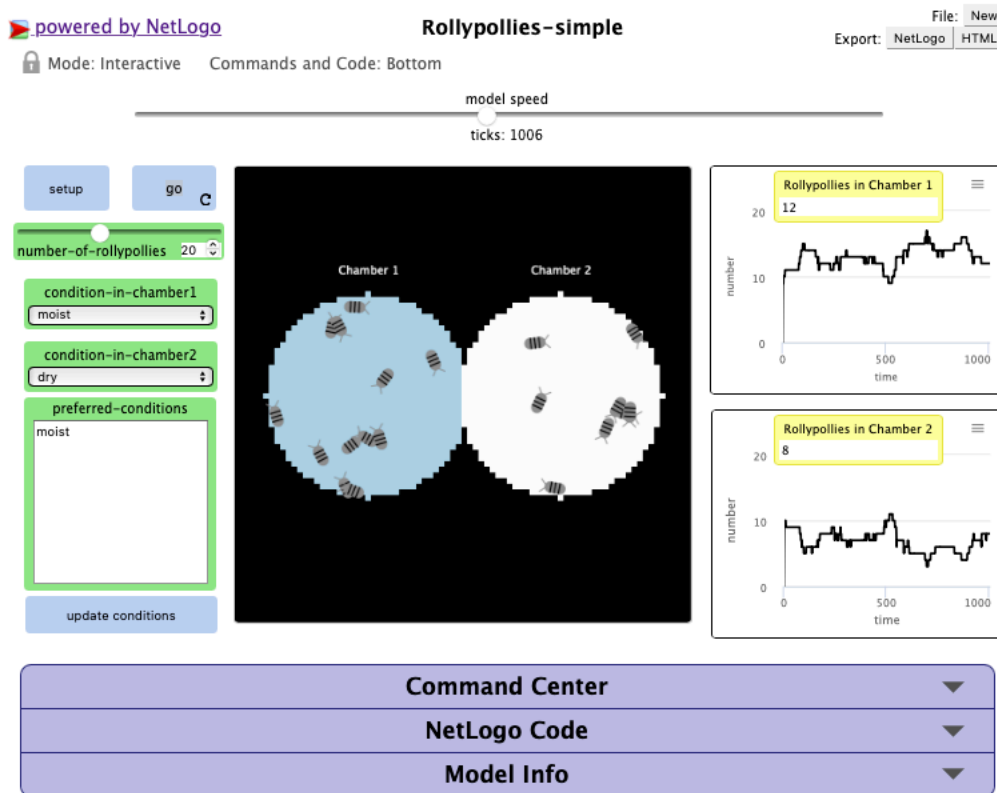 powered by NetLogo
Rollypollies-simple
File: New
Export: NetLogo HTML
Mode: Interactive Commands and Code: Bottom
model speed
ticks: 1006
setup
go
number-of-rollypollies 20
condition-in-chamber1
moist
condition-in-chamber2
dry
preferred-conditions
moist
update conditions
Chamber 1 Chamber 2
Rollypollies in Chamber 1
12
20
10
0
number
0 500 1000
time
Rollypollies in Chamber 2
8
20
10
0
number
0 500 1000
time
Command Center
NetLogo Code
Model Info